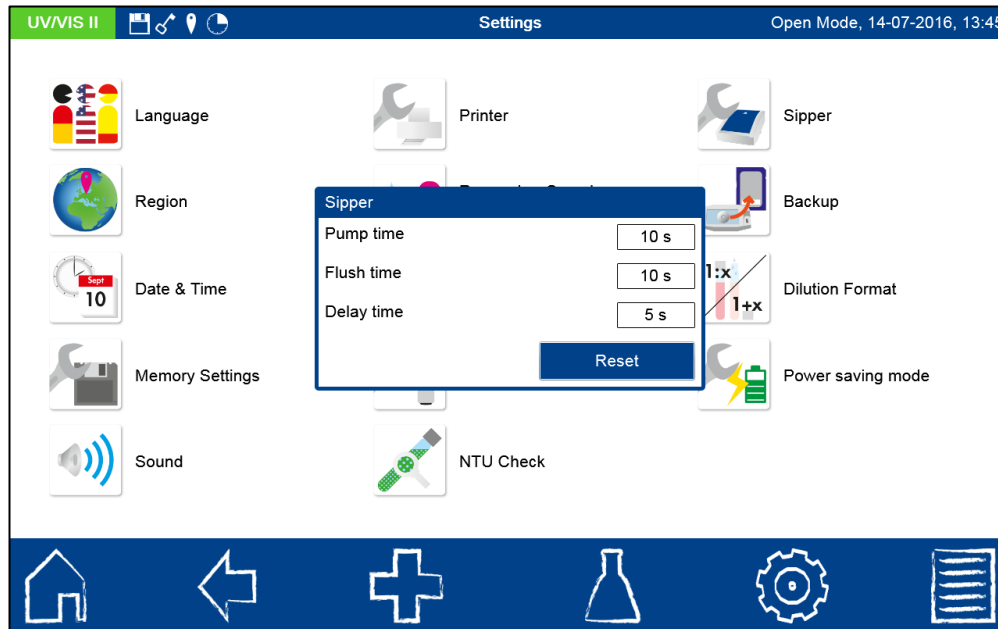 UV/VIS II
Settings
Open Mode, 14-07-2016, 13:45
Language
Printer
Sipper
Region
Backup
Sipper
Pump time
10 s
Flush time
10 s
Delay time
5 s
Reset
Sept
10
Date & Time
1:x
1+x
Dilution Format
Memory Settings
Power saving mode
Sound
NTU Check